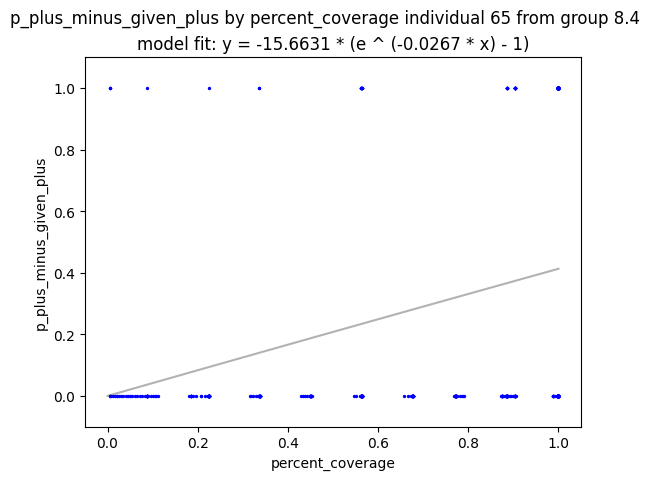 p_plus_minus_given_plus by percent_coverage individual 65 from group 8.4
model fit: y = -15.6631 * (e ^ (-0.0267 * x) - 1)
1.0
0.8
0.6
0.4
0.2
0.0
p_plus_minus_given_plus
0.0 0.2 0.4 0.6 0.8 1.0
percent_coverage